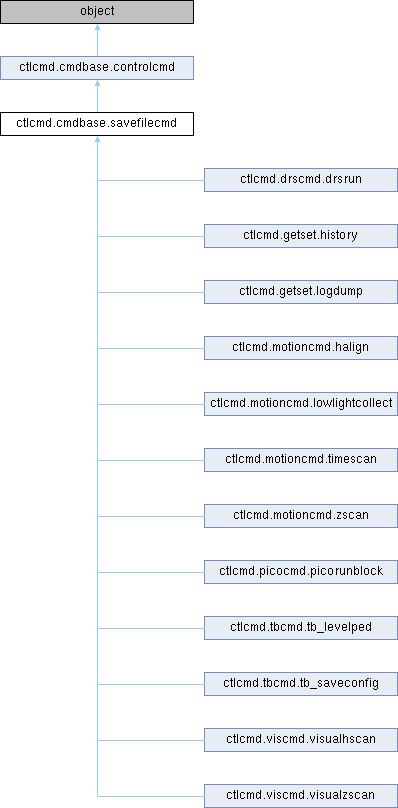 object
ctlcmd.cmdbase.controlcmd
ctlcmd.cmdbase.savefilecmd
ctlcmd.drscmd.drsrun
ctlcmd.getset.history
ctlcmd.getset.logdump
ctlcmd.motioncmd.halign
ctlcmd.motioncmd.lowlightcollect
ctlcmd.motioncmd.timescan
ctlcmd.motioncmd.zscan
ctlcmd.picocmd.picorunblock
ctlcmd.tbcmd.tb_levelped
ctlcmd.tbcmd.tb_saveconfig
ctlcmd.viscmd.visualhscan
ctlcmd.viscmd.visualzscan